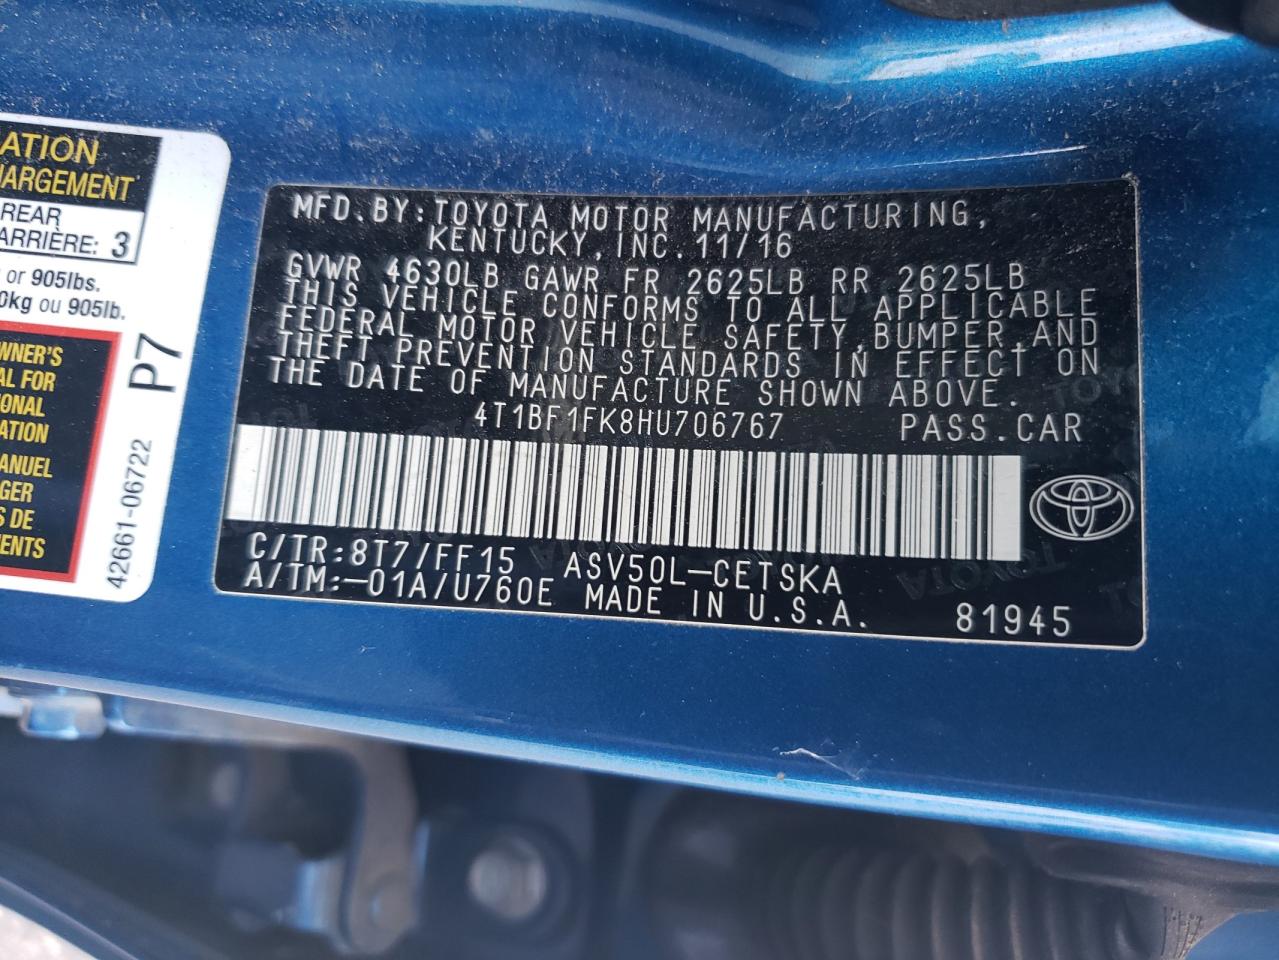 ATION
ARGEMENT
REAR
ARRIÈRE: 3
or 905lbs.
0kg ou 905lb.
WNER'S
AL FOR
ONAL
ATION
ANUEL
GER
S DE
ENTS
P7
42661-06722
MFD.BY:TOYOTA MOTOR MANUFACTURING,
KENTUCKY,INC.11/16
GVWR 4630LB GAWR FR 2625LB RR 2625LB
THIS VEHICLE CONFORMS TO ALL APPLICABLE
FEDERAL MOTOR VEHICLE SAFETY,BUMPER,AND
THEFT PREVENTION STANDARDS IN EFFECT ON
THE DATE OF MANUFACTURE SHOWN ABOVE.
4T1BF1FK8HU706767 PASS.CAR
C/TR:8T7/FF15 ASV50L-CETSKA
A/TM:-01A/U760E MADE IN U.S.A. 81945